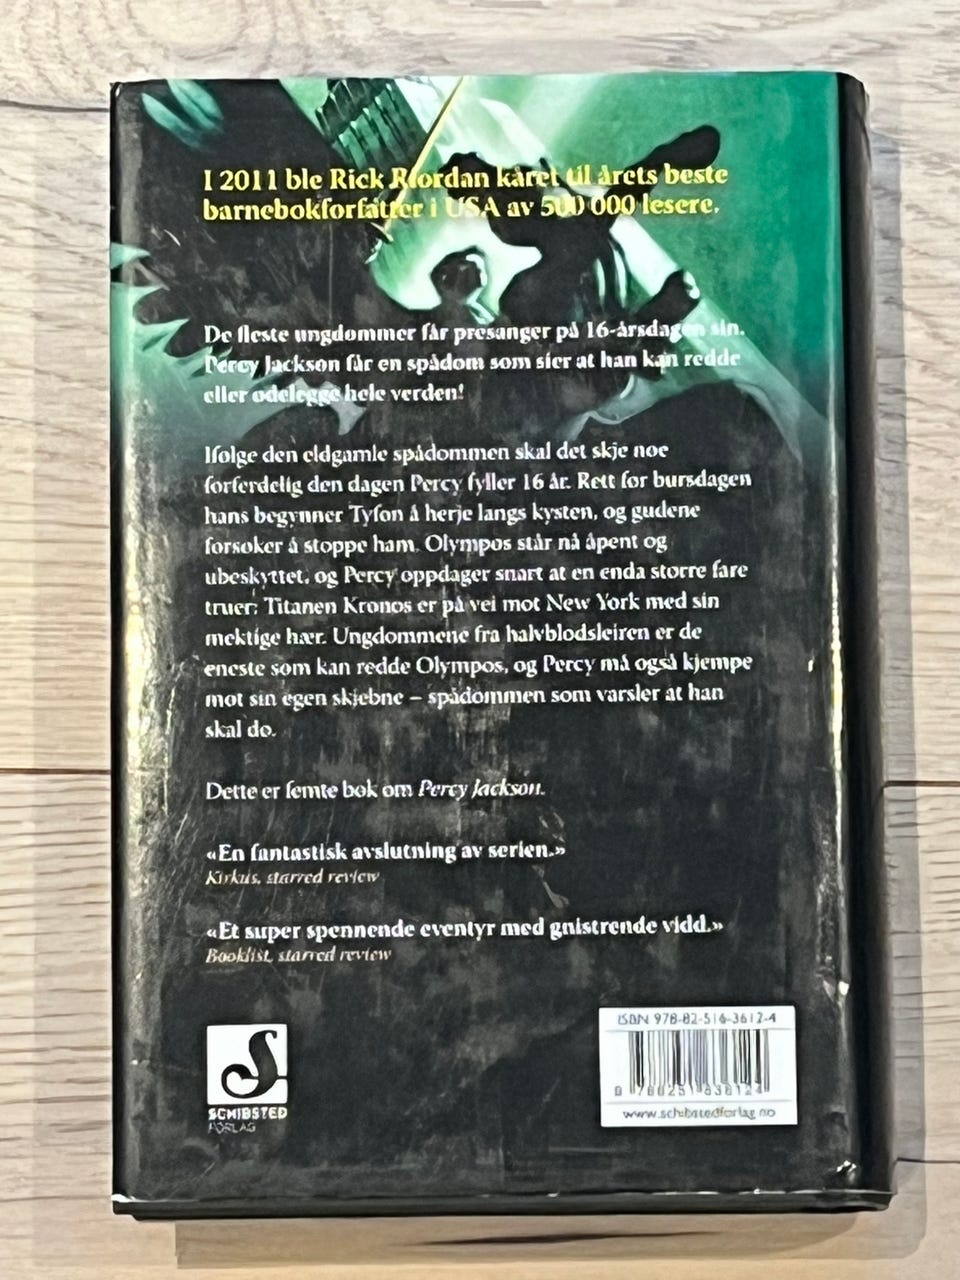 I 2011 ble Rick Riordan kåret til årets beste
barnebokforfatter i USA av 500 000 lesere.
De fleste ungdommer får presanger på 16-årsdagen sin.
Percy Jackson får en spådom som sier at han kan redde
eller ødelegge hele verden!
Ifølge den eldgamle spådommen skal det skje noe
forferdelig den dagen Percy fyller 16 år. Rett før bursdagen
hans begynner Tyfon å herje langs kysten, og gudene
forsøker å stoppe ham. Olympos står nå åpent og
ubeskyttet, og Percy oppdager snart at en enda større fare
truer: Titanen Kronos er på vei mot New York med sin
mektige hær. Ungdommene fra halvblodsleiren er de
eneste som kan redde Olympos, og Percy må også kjempe
mot sin egen skjebne – spådommen som varsler at han
skal dø.
Dette er femte bok om Percy Jackson.
«En fantastisk avslutning av serien.»
Kirkus, starred review
«Et super spennende eventyr med gnistrende vidd.»
Booklist, starred review
ISBN 978-82-516-3612-4
9 788251 636124
www.schibstedforlag.no
S
SCHIBSTED
FORLAG